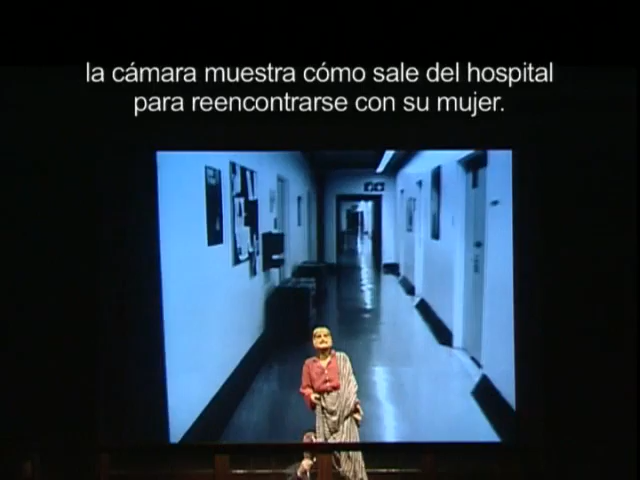 la cámara muestra cómo sale del hospital
para reencontrarse con su mujer.